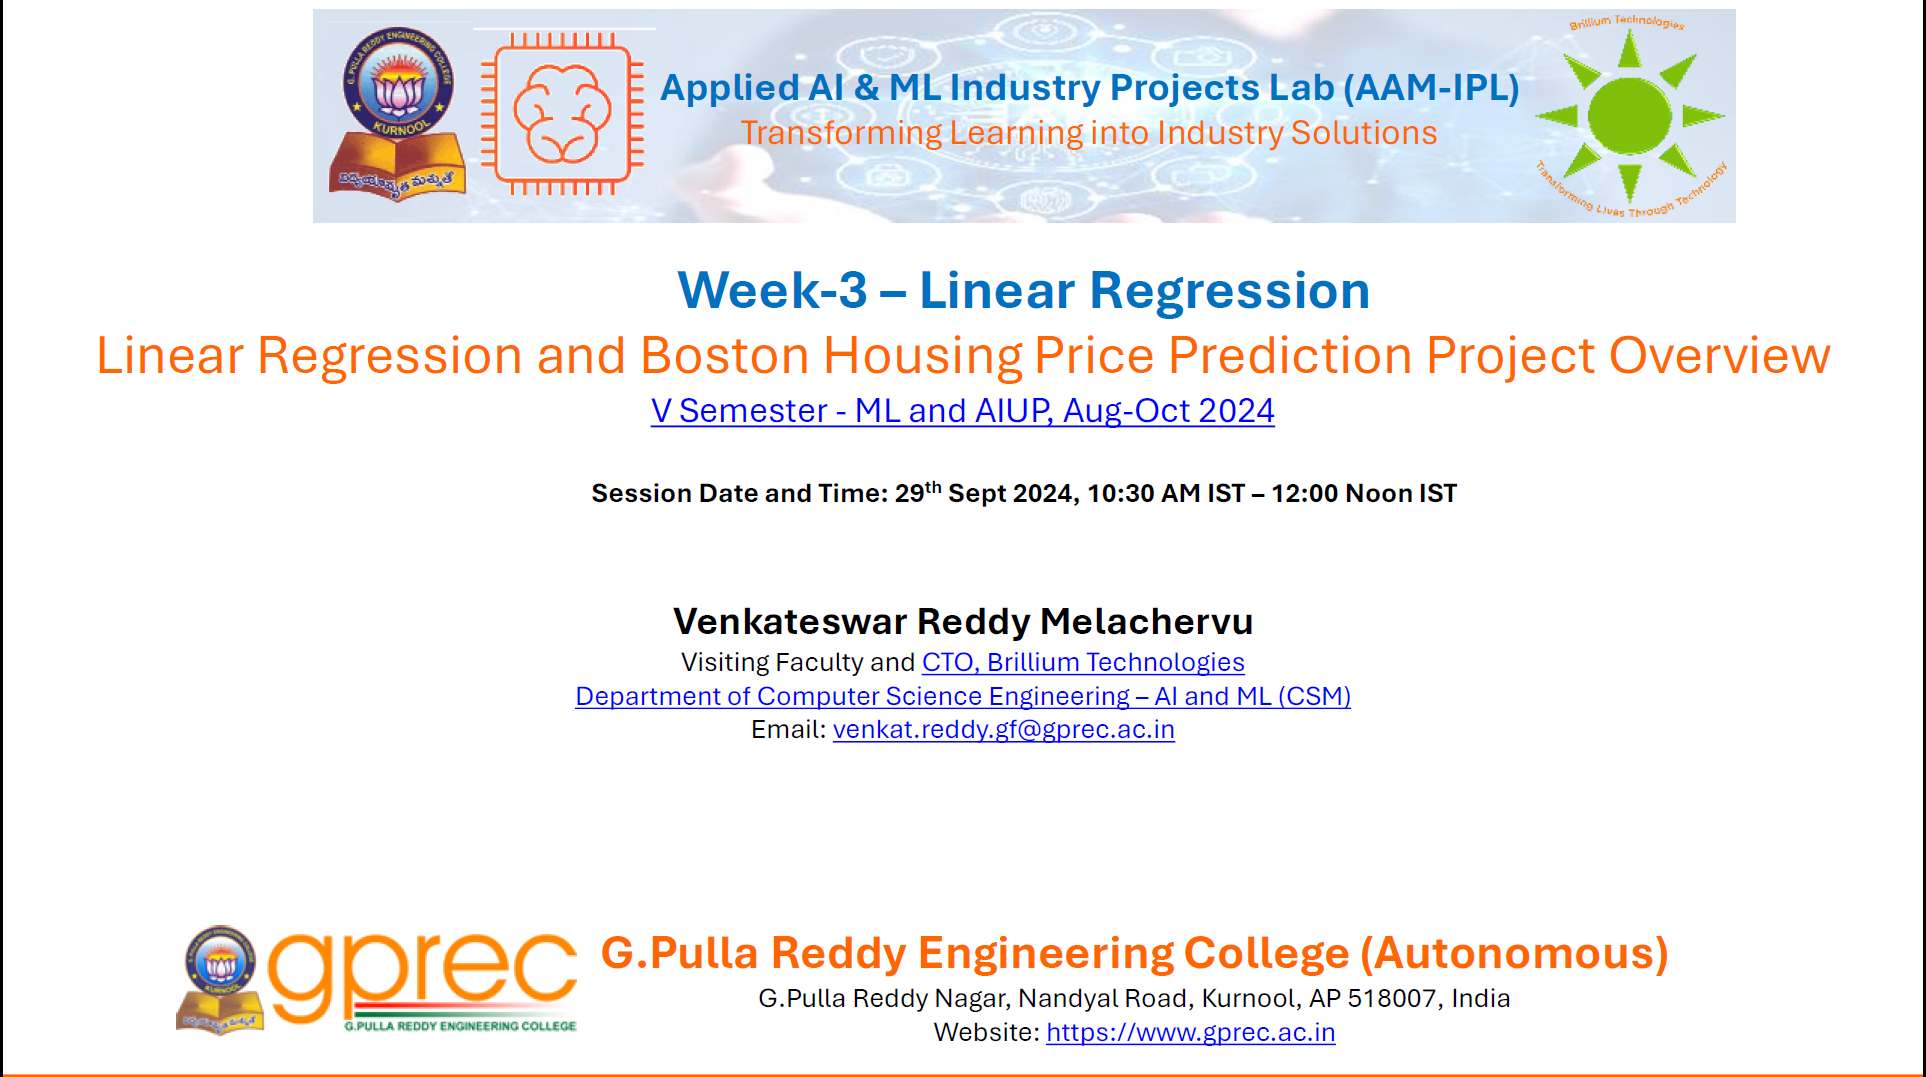 G.PULLA REDDY ENGINEERING COLLEGE
KURNOOL
Applied AI & ML Industry Projects Lab (AAM-IPL)
Transforming Learning into Industry Solutions
Brillium Technologies
Transforming Lives Through Technology
Week-3 – Linear Regression
Linear Regression and Boston Housing Price Prediction Project Overview
V Semester - ML and AIUP, Aug-Oct 2024
Session Date and Time: 29th Sept 2024, 10:30 AM IST – 12:00 Noon IST
Venkateswar Reddy Melachervu
Visiting Faculty and CTO, Brillium Technologies
Department of Computer Science Engineering – AI and ML (CSM)
Email: venkat.reddy.gf@gprec.ac.in
KURNOOL
gprec
G.PULLA REDDY ENGINEERING COLLEGE
G.Pulla Reddy Engineering College (Autonomous)
G.Pulla Reddy Nagar, Nandyal Road, Kurnool, AP 518007, India
Website: https://www.gprec.ac.in